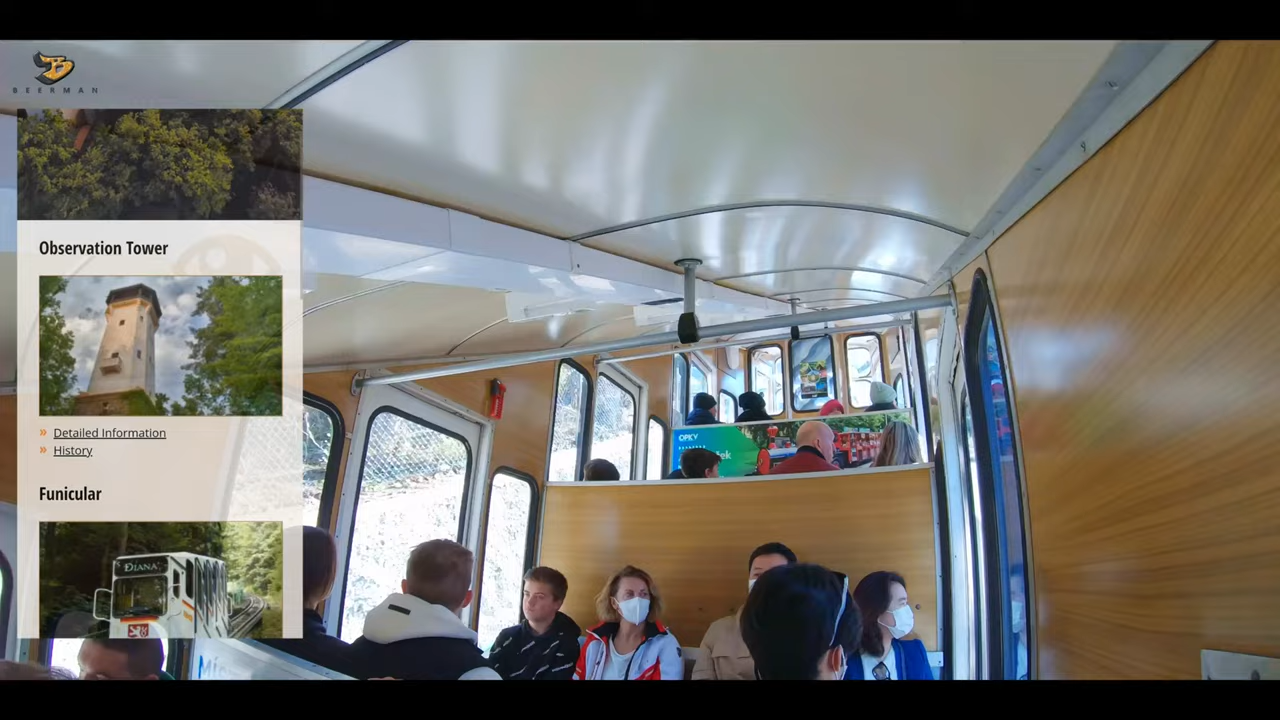 BEERMAN
Observation Tower
» Detailed Information
» History
Funicular
DIANA
OPKV